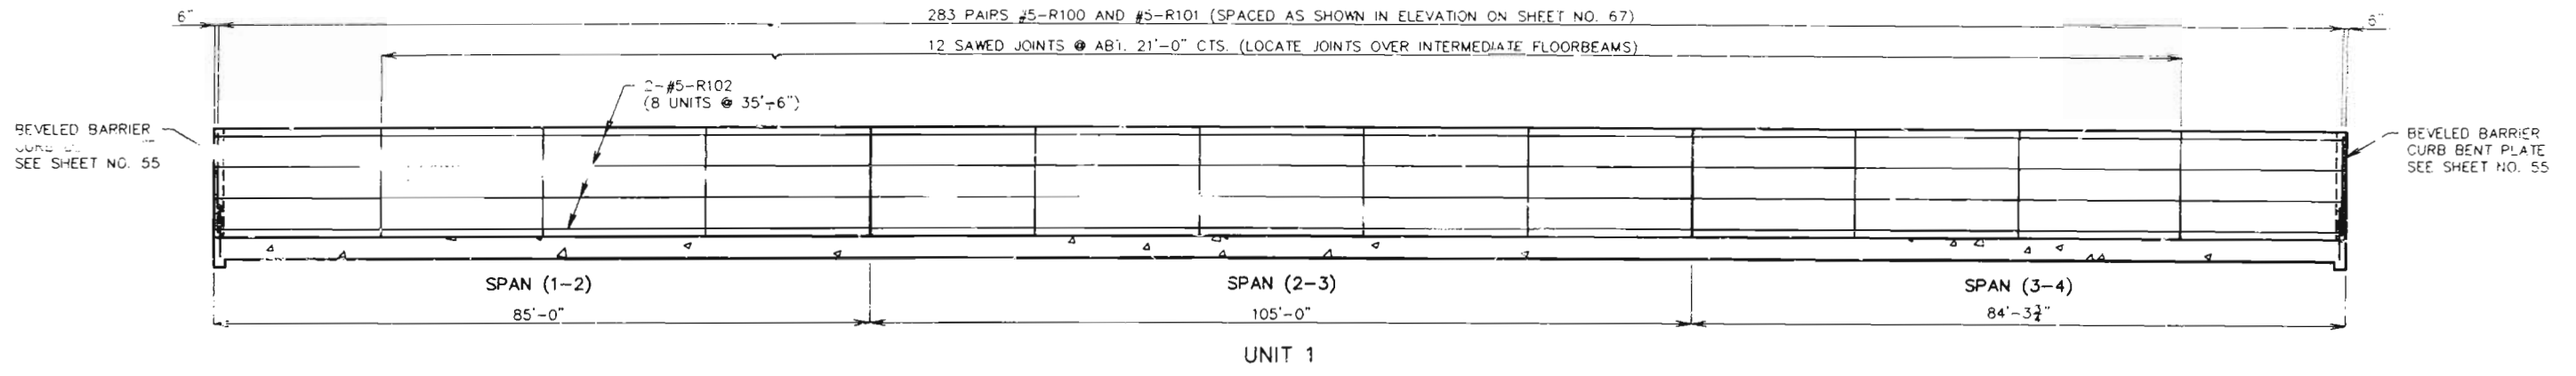 6"
283 PAIRS #5-R100 AND #5-R101 (SPACED AS SHOWN IN ELEVATION ON SHEET NO. 67)
6"
12 SAWED JOINTS @ ABT. 21'-0" CTS. (LOCATE JOINTS OVER INTERMEDIATE FLOORBEAMS)
2-#5-R102
(8 UNITS @ 35'-6")
BEVELED BARRIER
CURB
SEE SHEET NO. 55
BEVELED BARRIER
CURB BENT PLATE
SEE SHEET NO. 55
SPAN (1-2)
SPAN (2-3)
SPAN (3-4)
85'-0"
105'-0"
84'-3¾"
UNIT 1